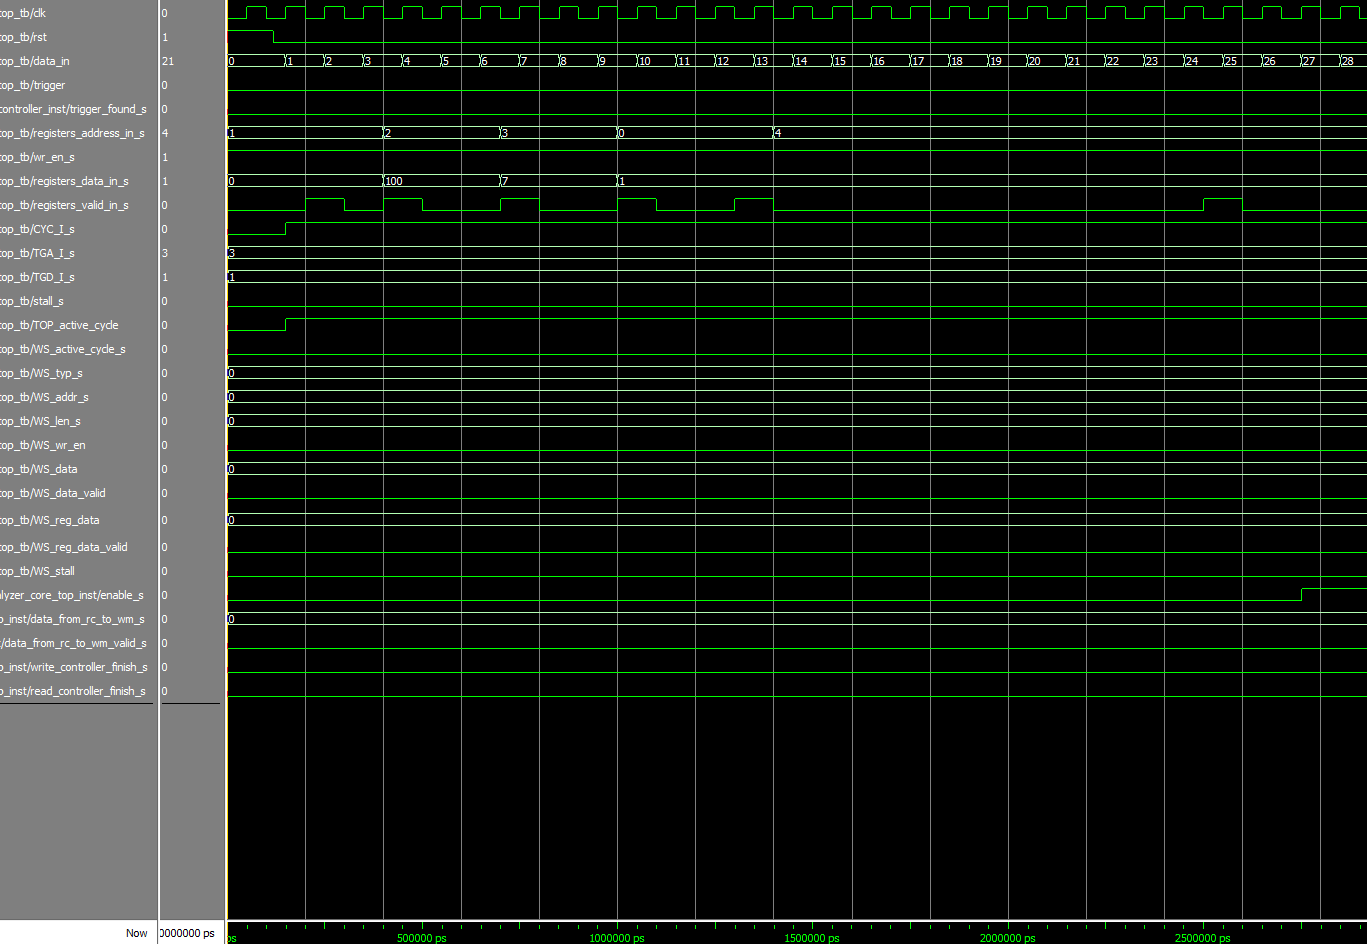 top_tb/clk 0
top_tb/rst 1
top_tb/data_in 21 0 1 2 3 4 5 6 7 8 9 10 11 12 13 14 15 16 17 18 19 20 21 22 23 24 25 26 27 28
top_tb/trigger 0
controller_inst/trigger_found_s 0
top_tb/registers_address_in_s 4 1 2 3 0 4
top_tb/wr_en_s 1
top_tb/registers_data_in_s 1 0 100 7 1
top_tb/registers_valid_in_s 0
top_tb/CYC_I_s 0
top_tb/TGA_I_s 3 3
top_tb/TGD_I_s 1 1
top_tb/stall_s 0
top_tb/TOP_active_cycle 0
top_tb/WS_active_cycle_s 0
top_tb/WS_typ_s 0 0
top_tb/WS_addr_s 0 0
top_tb/WS_len_s 0 0
top_tb/WS_wr_en 0
top_tb/WS_data 0 0
top_tb/WS_data_valid 0
top_tb/WS_reg_data 0 0
top_tb/WS_reg_data_valid 0
top_tb/WS_stall 0
lyzer_core_top_inst/enable_s 0
p_inst/data_from_rc_to_wm_s 0 0
/data_from_rc_to_wm_valid_s 0
p_inst/write_controller_finish_s 0
p_inst/read_controller_finish_s 0
Now 0000000 ps ps 500000 ps 1000000 ps 1500000 ps 2000000 ps 2500000 ps